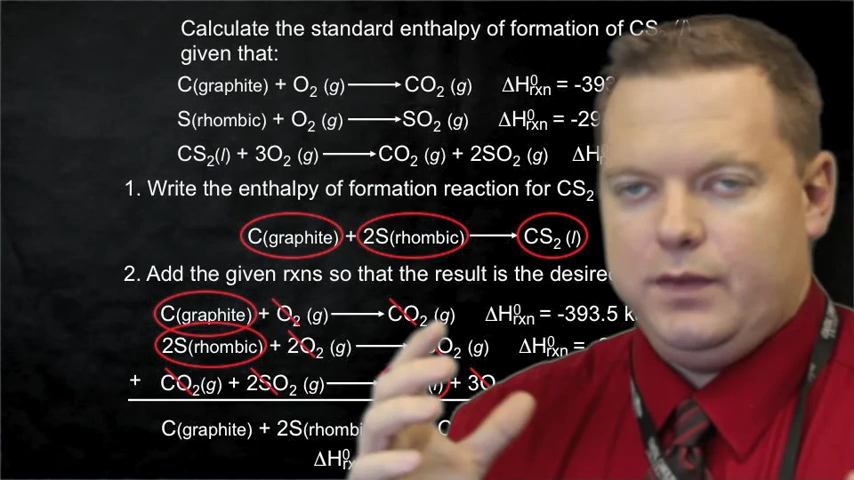 Calculate the standard enthalpy of formation of CS₂ (l)
given that:
C(graphite) + O₂ (g) ⟶ CO₂ (g) ΔH⁰rxn = -393
S(rhombic) + O₂ (g) ⟶ SO₂ (g) ΔH⁰rxn = -29
CS₂(l) + 3O₂ (g) ⟶ CO₂ (g) + 2SO₂ (g) ΔH
1. Write the enthalpy of formation reaction for CS₂
C(graphite) + 2S(rhombic) ⟶ CS₂ (l)
2. Add the given rxns so that the result is the
C(graphite) + O₂ (g) ⟶ CO₂ (g) ΔH⁰rxn = -393.5
2S(rhombic) + 2O₂ (g) ⟶ O₂ (g) ΔH⁰rxn =
+ CO₂(g) + 2SO₂ (g) ⟶ (l) + 3O
C(graphite) + 2S(rhombi
ΔH⁰